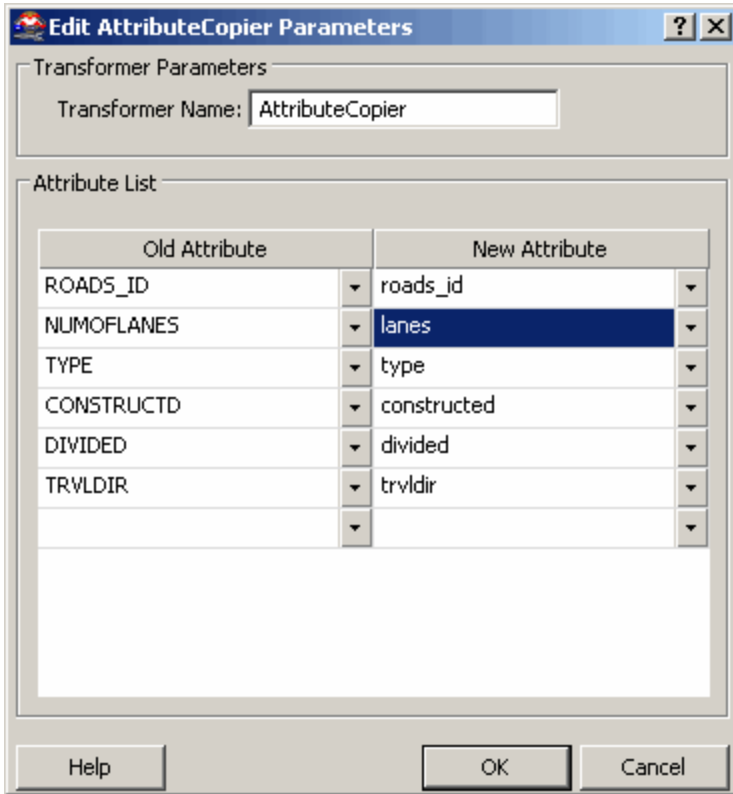 Edit AttributeCopier Parameters
Transformer Parameters
Transformer Name: AttributeCopier
Attribute List
Old Attribute New Attribute
ROADS_ID roads_id
NUMOFLANES lanes
TYPE type
CONSTRUCTD constructed
DIVIDED divided
TRVLDIR trvldir
Help OK Cancel